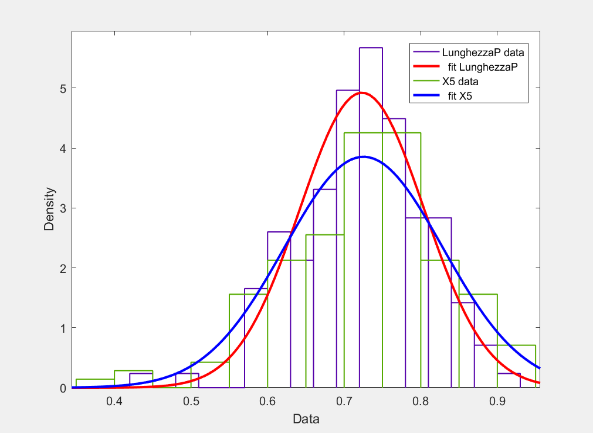 LunghezzaP data
fit LunghezzaP
X5 data
fit X5
Density
5
4
3
2
1
0
0.4 0.5 0.6 0.7 0.8 0.9
Data